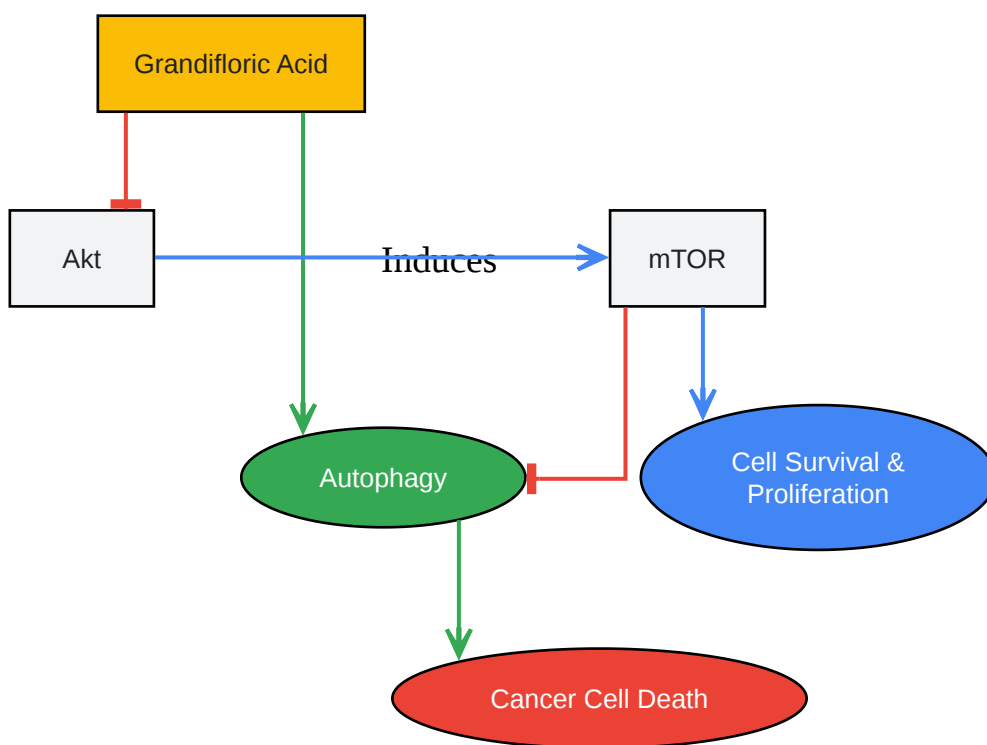 Grandifloric Acid
Akt
Induces
mTOR
Autophagy
Cell Survival &
Proliferation
Cancer Cell Death